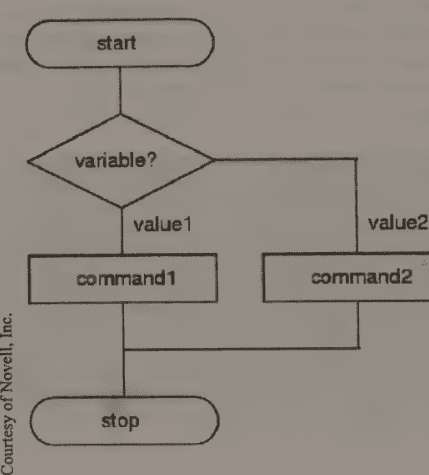 start
variable?
value1
value2
command1
command2
stop
Courtesy of Novell, Inc.